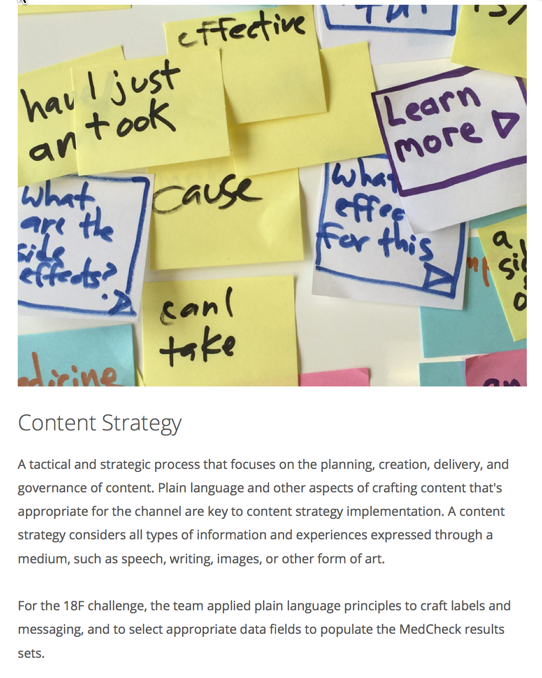 effective
I just
took
an
Learn
more
What
are the
side
effects?
cause
What
effec
for this
a
si
o
can I
take
dicine
an
Content Strategy
A tactical and strategic process that focuses on the planning, creation, delivery, and
governance of content. Plain language and other aspects of crafting content that's
appropriate for the channel are key to content strategy implementation. A content
strategy considers all types of information and experiences expressed through a
medium, such as speech, writing, images, or other form of art.
For the 18F challenge, the team applied plain language principles to craft labels and
messaging, and to select appropriate data fields to populate the MedCheck results
sets.